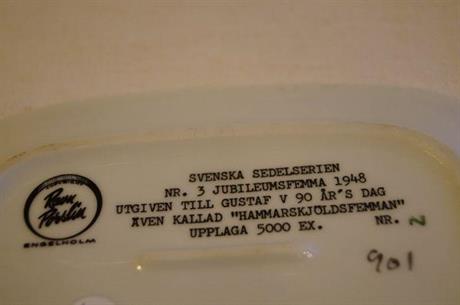 SVENSKA SEDELSERIEN
NR. 3 JUBILEUMSFEMMA 1948
UTGIVEN TILL GUSTAF V 90 ÅR'S DAG
ÄVEN KALLAD "HAMMARSKJÖLDSFEMMAN"
UPPLAGA 5000 EX. NR. 2
901
Porslin
ENGELHOLM